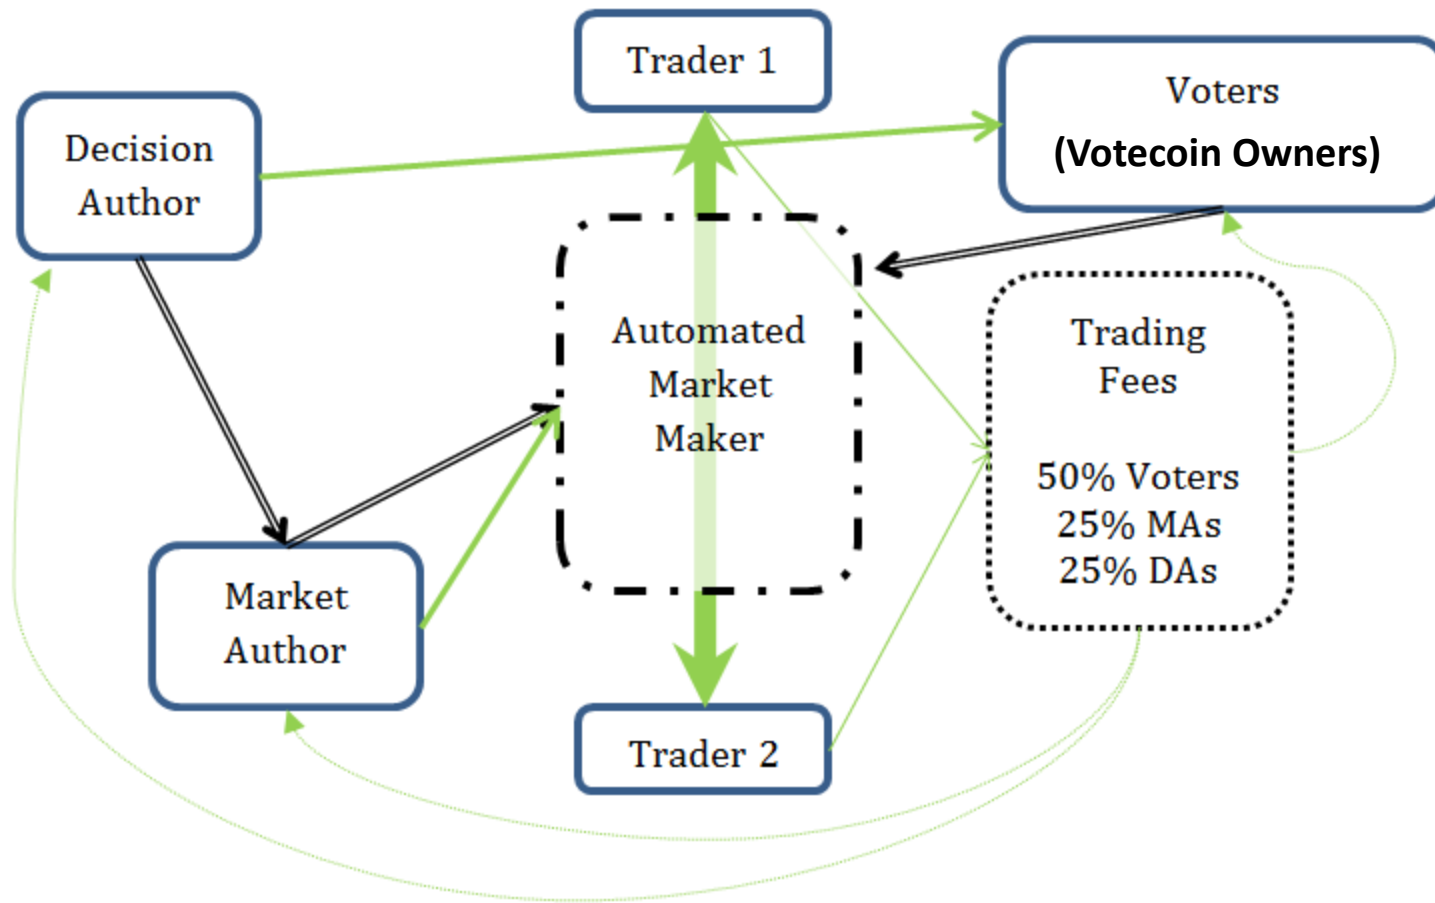 Trader 1
Decision
Author
Voters
(Votecoin Owners)
Automated
Market
Maker
Trading
Fees
50% Voters
25% MAs
25% DAs
Market
Author
Trader 2